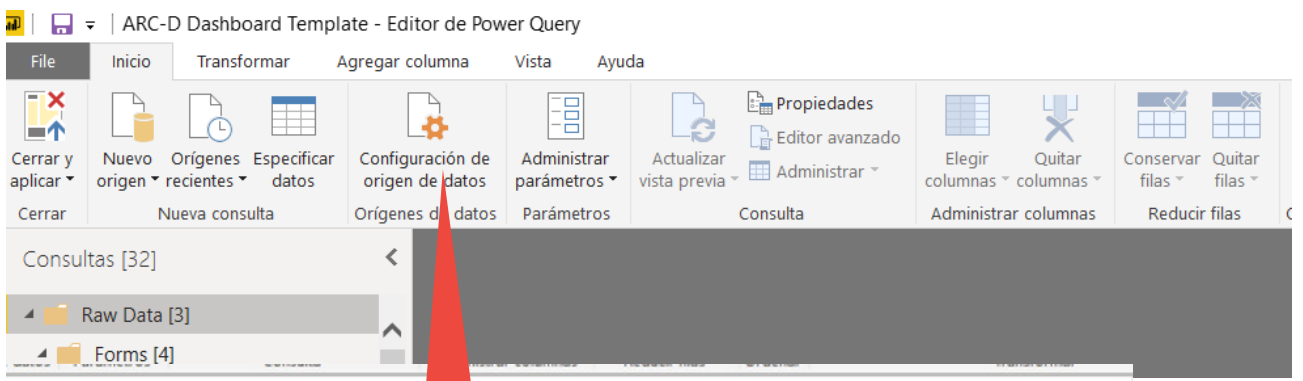 ARC-D Dashboard Template - Editor de Power Query
File Inicio Transformar Agregar columna Vista Ayuda
Cerrar y aplicar
Nuevo origen
Orígenes recientes
Especificar datos
Configuración de origen de datos
Administrar parámetros
Actualizar vista previa
Propiedades
Editor avanzado
Administrar
Elegir columnas
Quitar columnas
Conservar filas
Quitar filas
Cerrar Nueva consulta Orígenes de datos Parámetros Consulta Administrar columnas Reducir filas
Consultas [32]
Raw Data [3]
Forms [4]